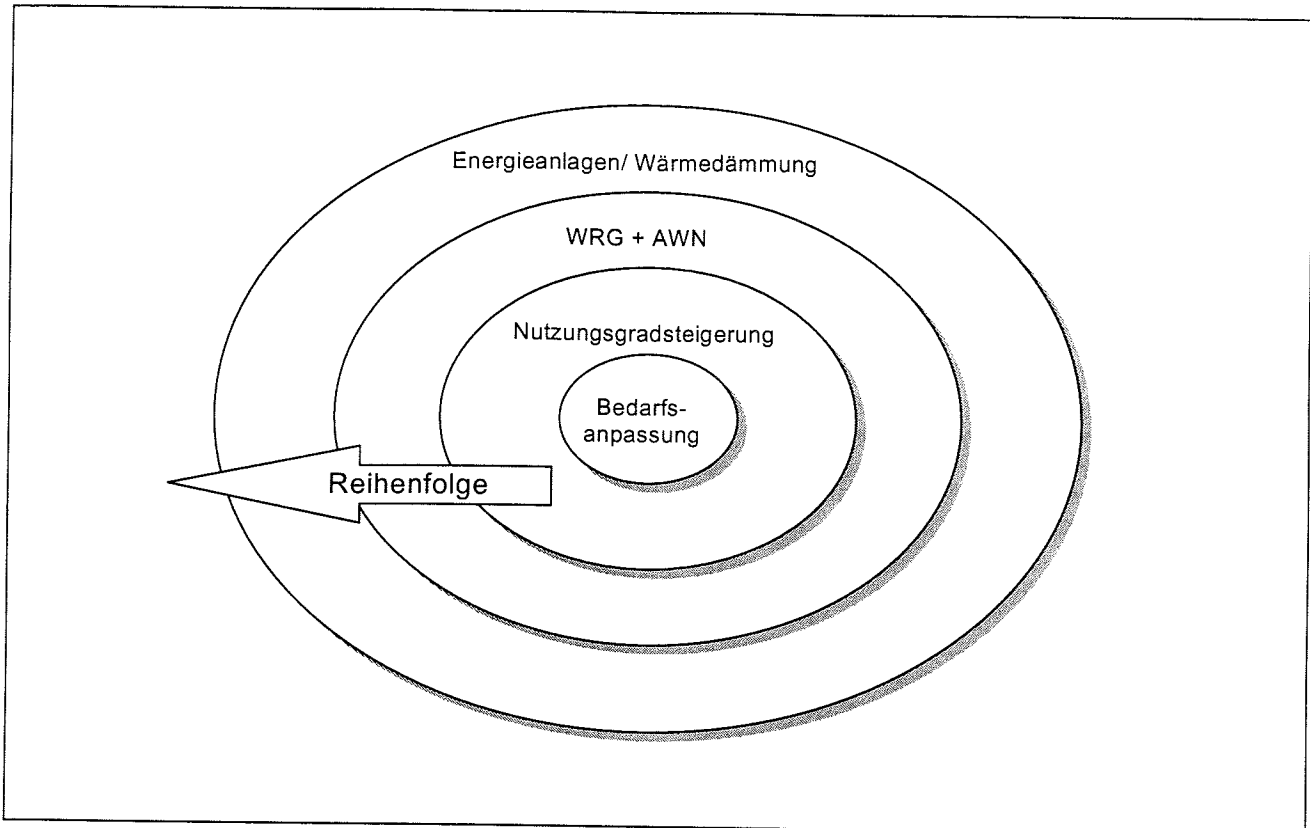 Energieanlagen/ Wärmedämmung
WRG + AWN
Nutzungsgradsteigerung
Bedarfs-
anpassung
Reihenfolge